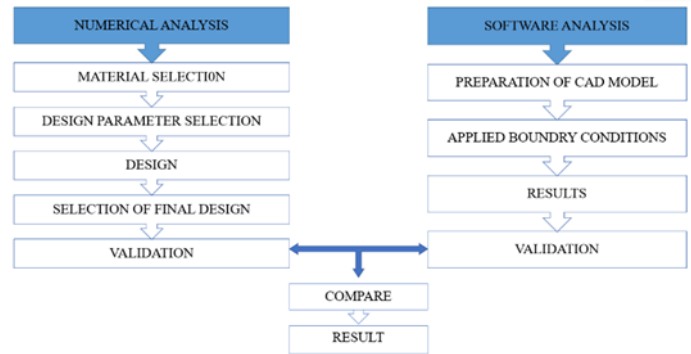 NUMERICAL ANALYSIS
MATERIAL SELECTI0N
DESIGN PARAMETER SELECTION
DESIGN
SELECTION OF FINAL DESIGN
VALIDATION
SOFTWARE ANALYSIS
PREPARATION OF CAD MODEL
APPLIED BOUNDRY CONDITIONS
RESULTS
VALIDATION
COMPARE
RESULT